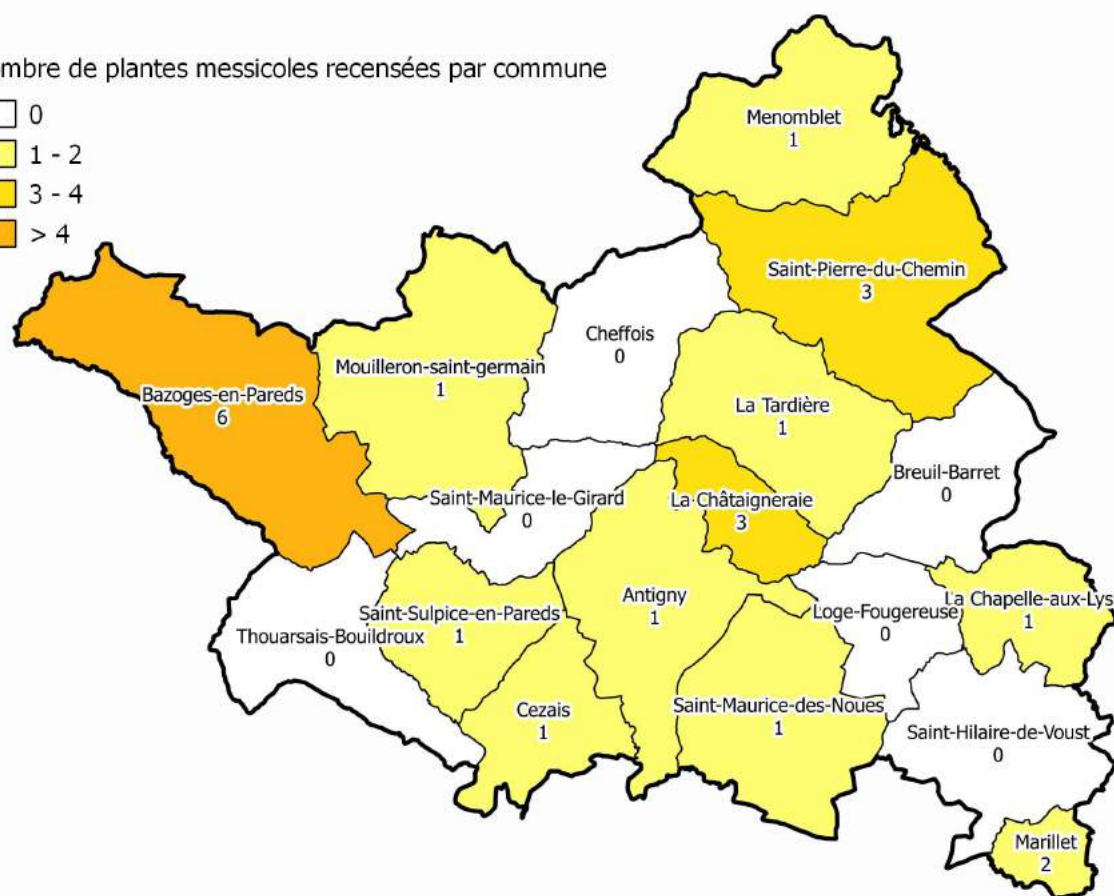 mbre de plantes messicoles recensées par commune
0
1 - 2
3 - 4
> 4
Menomblet
1
Saint-Pierre-du-Chemin
3
Cheffois
0
Mouilleron-saint-germain
1
Bazoges-en-Pareds
6
La Tardière
1
Breuil-Barret
0
Saint-Maurice-le-Girard
0
La Châtaigneraie
3
Antigny
1
Saint-Sulpice-en-Pareds
1
Thouarsais-Bouildroux
0
Loge-Fougereuse
0
La Chapelle-aux-Lys
1
Cezais
1
Saint-Maurice-des-Noues
1
Saint-Hilaire-de-Voust
0
Marillet
2